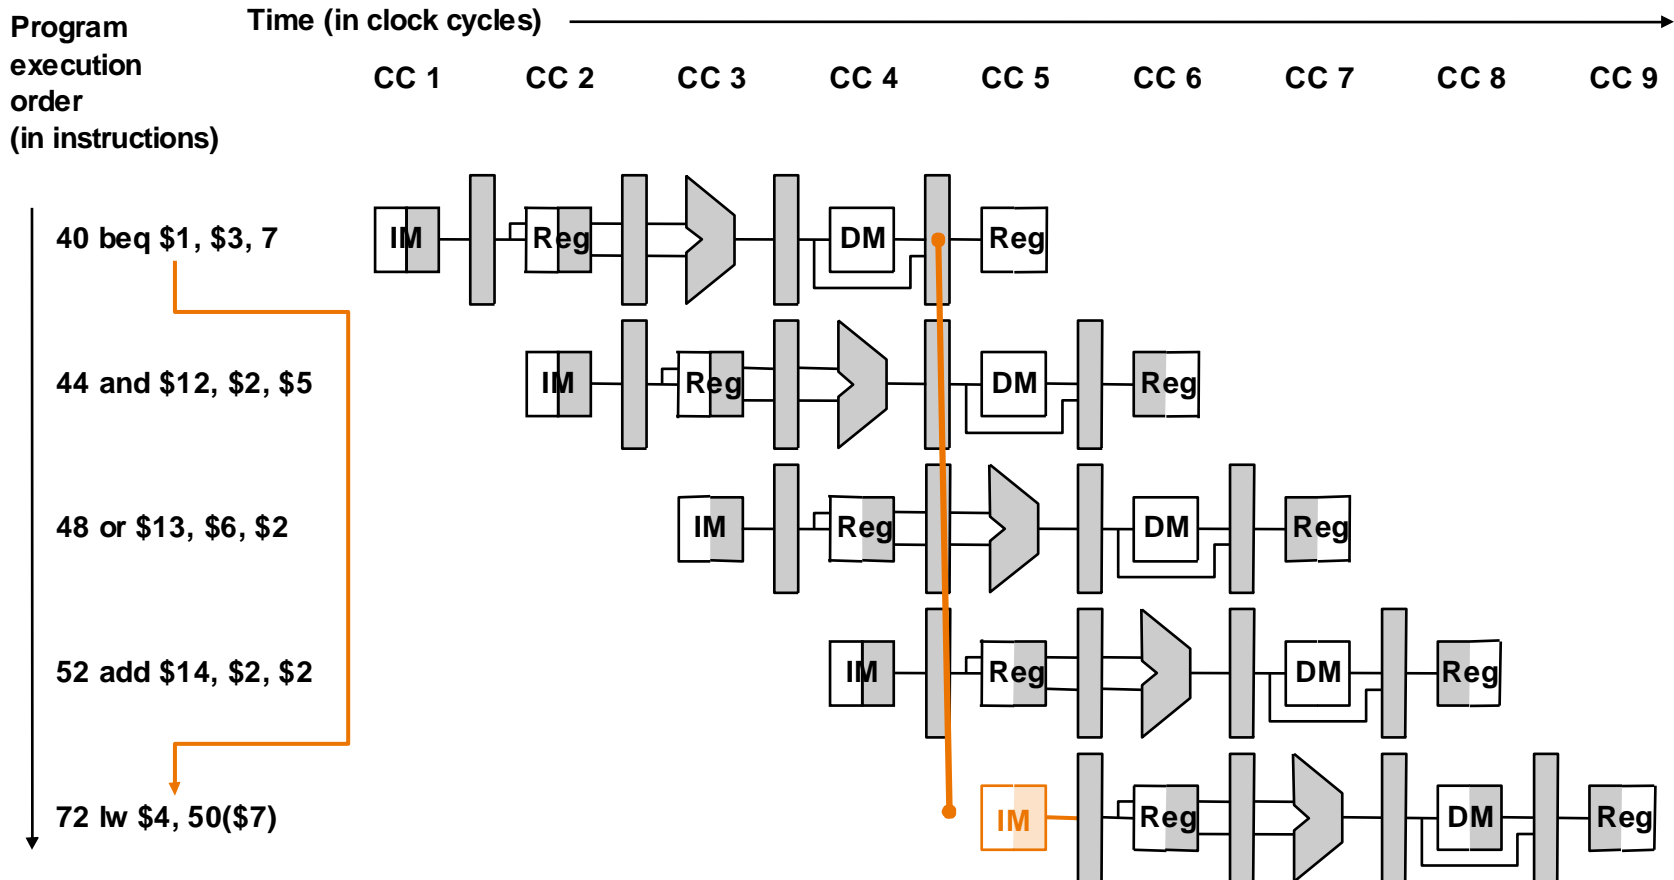 Program
execution
order
(in instructions)
Time (in clock cycles)
CC 1 CC 2 CC 3 CC 4 CC 5 CC 6 CC 7 CC 8 CC 9
40 beq $1, $3, 7
IM Reg DM Reg
44 and $12, $2, $5
IM Reg DM Reg
48 or $13, $6, $2
IM Reg DM Reg
52 add $14, $2, $2
IM Reg DM Reg
72 lw $4, 50($7)
IM Reg DM Reg